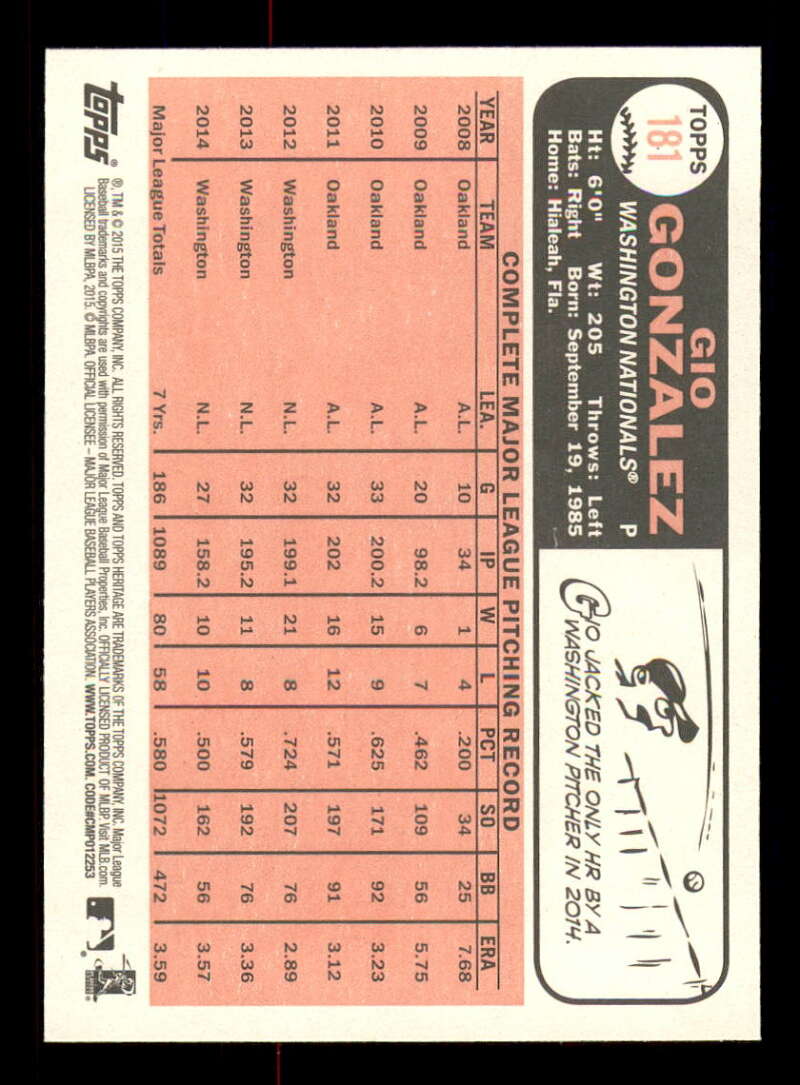 TOPPS
181
GIO
GONZALEZ
WASHINGTON NATIONALS® P
Ht: 6'0" Wt: 205 Throws: Left
Bats: Right Born: September 19, 1985
Home: Hialeah, Fla.
GIO JACKED THE ONLY HR BY A
WASHINGTON PITCHER IN 2014.
COMPLETE MAJOR LEAGUE PITCHING RECORD
YEAR TEAM LEA. G IP W L PCT SO BB ERA
2008 Oakland A.L. 10 34 1 4 .200 34 25 7.68
2009 Oakland A.L. 20 98.2 6 7 .462 109 56 5.75
2010 Oakland A.L. 33 200.2 15 9 .625 171 92 3.23
2011 Oakland A.L. 32 202 16 12 .571 197 91 3.12
2012 Washington N.L. 32 199.1 21 8 .724 207 76 2.89
2013 Washington N.L. 32 195.2 11 8 .579 192 76 3.36
2014 Washington N.L. 27 158.2 10 10 .500 162 56 3.57
Major League Totals 7 Yrs. 186 1089 80 58 .580 1072 472 3.59
topps®
®, TM & © 2015 THE TOPPS COMPANY, INC. ALL RIGHTS RESERVED. TOPPS AND TOPPS HERITAGE ARE TRADEMARKS OF THE TOPPS COMPANY, INC. Major League
Baseball trademarks and copyrights are used with permission of Major League Baseball Properties, Inc. OFFICIALLY LICENSED PRODUCT OF MLBP. Visit MLB.com.
LICENSED BY MLBPA, 2015. © MLBPA. OFFICIAL LICENSEE – MAJOR LEAGUE BASEBALL PLAYERS ASSOCIATION. WWW.TOPPS.COM. CODE#CMP012253